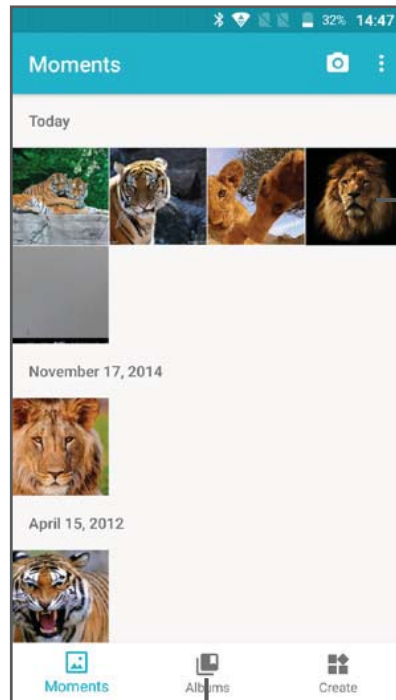 32% 14:47
Moments
Today
November 17, 2014
April 15, 2012
Moments Albums Create